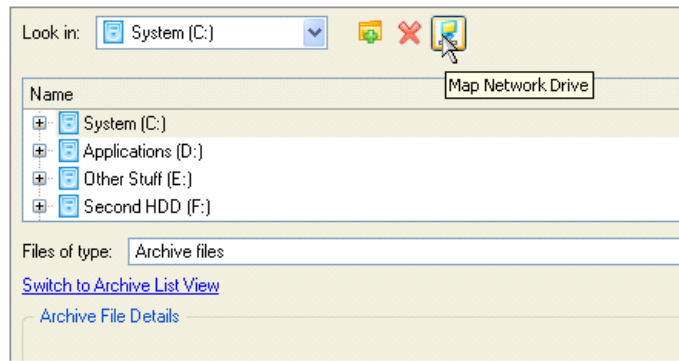 Look in: System (C:)
Map Network Drive
Name
System (C:)
Applications (D:)
Other Stuff (E:)
Second HDD (F:)
Files of type: Archive files
Switch to Archive List View
Archive File Details